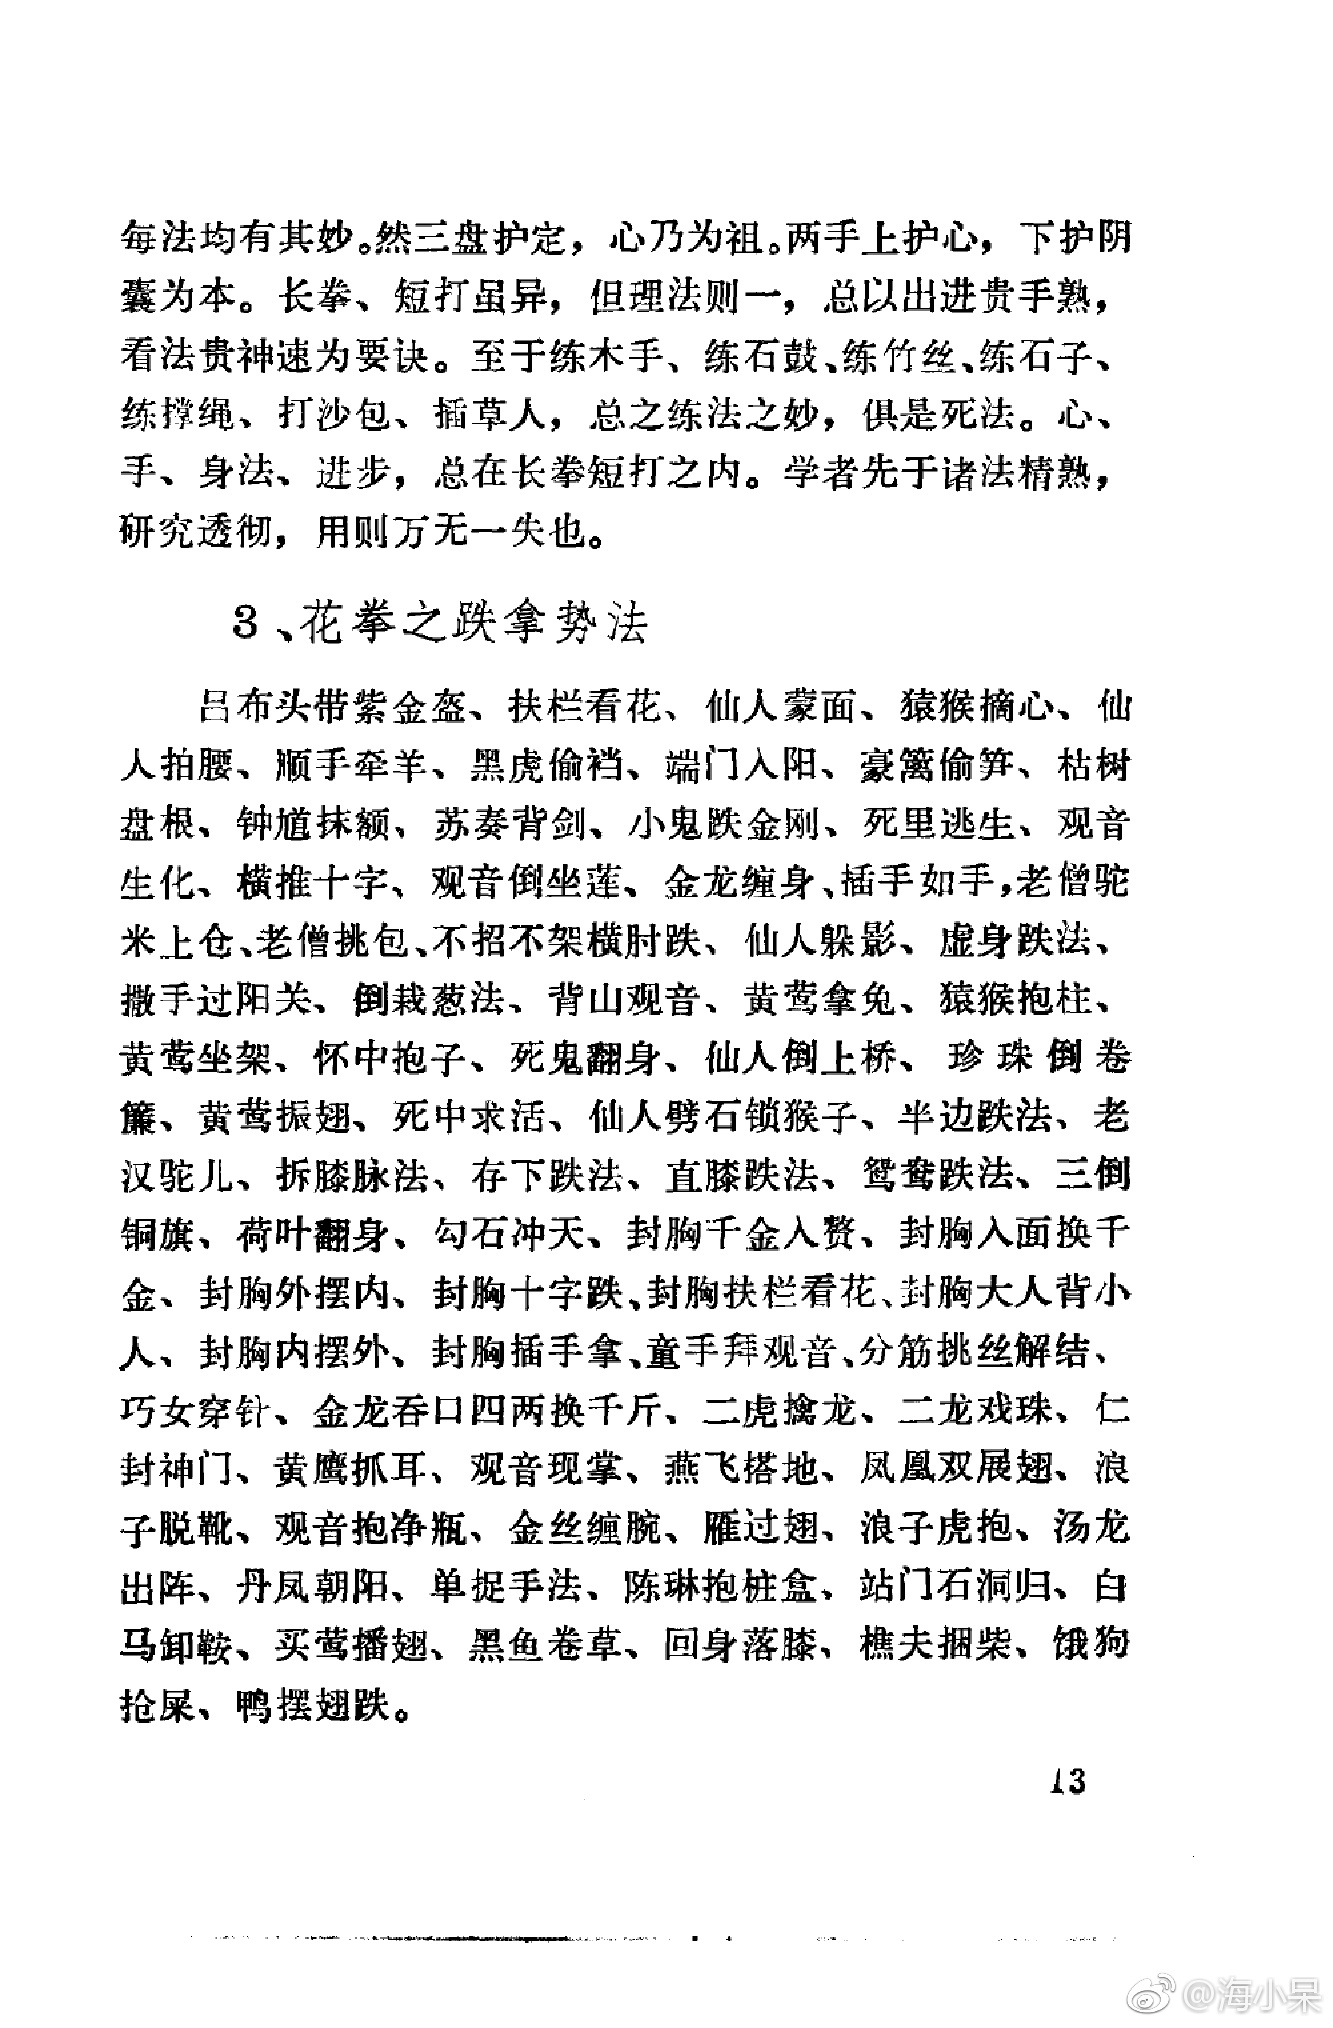 每法均有其妙。然三盘护定，心乃为祖。两手上护心，下护阴
囊为本。长拳、短打虽异，但理法则一，总以出进贵手熟，
看法贵神速为要诀。至于练木手、练石鼓、练竹丝、练石子、
练撑绳、打沙包、插草人，总之练法之妙，俱是死法。心、
手、身法、进步，总在长拳短打之内。学者先于诸法精熟，
研究透彻，用则万无一失也。
3、花拳之跌拿势法
吕布头带紫金盔、扶栏看花、仙人蒙面、猿猴摘心、仙
人拍腰、顺手牵羊、黑虎偷裆、端门入阳、豪篱偷笋、枯树
盘根、钟馗抹额、苏秦背剑、小鬼跌金刚、死里逃生、观音
生化、横推十字、观音倒坐莲、金龙缠身、插手如手，老僧驼
米上仓、老僧挑包、不招不架横肘跌、仙人躲影、虚身跌法、
撒手过阳关、倒栽葱法、背山观音、黄莺拿兔、猿猴抱柱、
黄莺坐架、怀中抱子、死鬼翻身、仙人倒上桥、珍珠倒卷
簾、黄莺振翅、死中求活、仙人劈石锁猴子、半边跌法、老
汉驼儿、拆膝脉法、存下跌法、直膝跌法、鸳鸯跌法、三倒
铜旗、荷叶翻身、勾石冲天、封胸千金入赘、封胸入面换千
金、封胸外摆内、封胸十字跌、封胸扶栏看花、封胸大人背小
人、封胸内摆外、封胸插手拿、童手拜观音、分筋挑丝解结、
巧女穿针、金龙吞口四两换千斤、二虎擒龙、二龙戏珠、仁
封神门、黄鹰抓耳、观音现掌、燕飞搭地、凤凰双展翅、浪
子脱靴、观音抱净瓶、金丝缠腕、雁过翅、浪子虎抱、汤龙
出阵、丹凤朝阳、单捉手法、陈琳抱桩盒、站门石洞归、白
马卸鞍、买莺播翅、黑鱼卷草、回身落膝、樵夫捆柴、饿狗
抢屎、鸭摆翅跌。
13
@海小呆